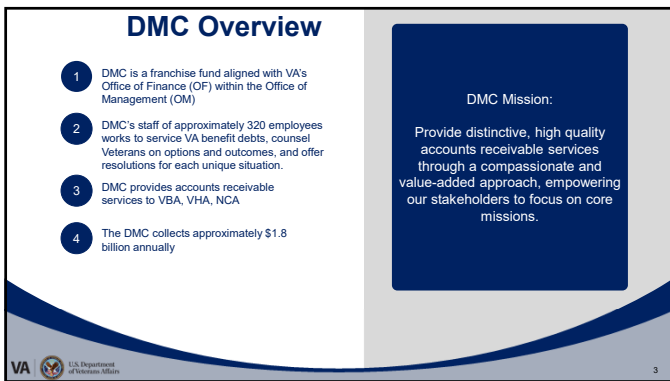 DMC Overview
1
DMC is a franchise fund aligned with VA's
Office of Finance (OF) within the Office of
Management (OM)
2
DMC's staff of approximately 320 employees
works to service VA benefit debts, counsel
Veterans on options and outcomes, and offer
resolutions for each unique situation.
3
DMC provides accounts receivable
services to VBA, VHA, NCA
4
The DMC collects approximately $1.8
billion annually
DMC Mission:
Provide distinctive, high quality
accounts receivable services
through a compassionate and
value-added approach, empowering
our stakeholders to focus on core
missions.
VA
U.S. Department
of Veterans Affairs
3